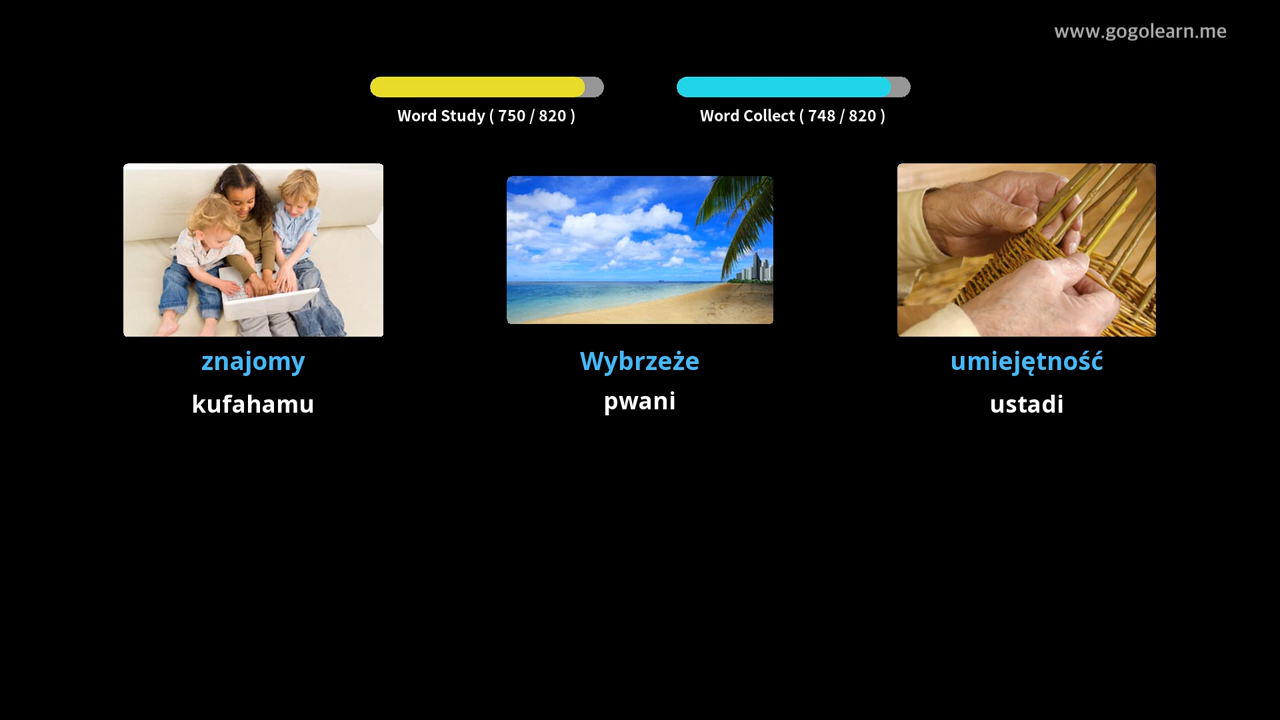 www.gogolearn.me
Word Study ( 750 / 820 )
Word Collect ( 748 / 820 )
znajomy
kufahamu
Wybrzeże
pwani
umiejętność
ustadi